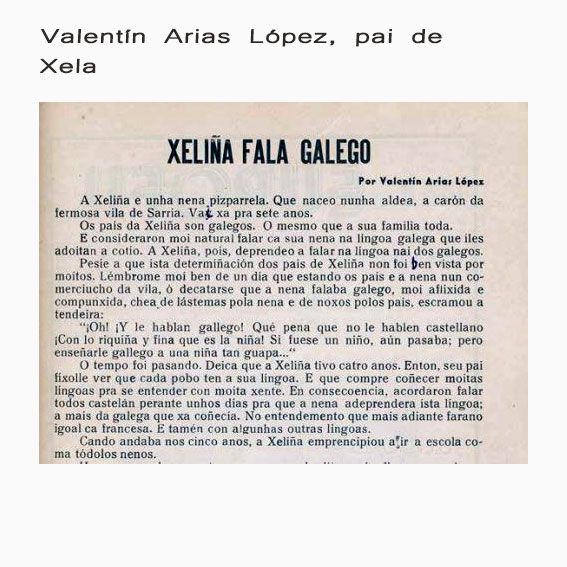 Valentín Arias López, pai de
Xela
XELIÑA FALA GALEGO
Por Valentín Arias López
A Xeliña e unha nena pizparrela. Que naceo nunha aldea, a carón da
fermosa vila de Sarria. Vai xa pra sete anos.
Os pais da Xeliña son galegos. O mesmo que a sua familia toda.
E consideraron moi natural falar ca sua nena na lingoa galega que iles
adoitan a cotío. A Xeliña, pois, deprendeo a falar na lingoa nai dos galegos.
Pesie a que ista determiñación dos pais de Xeliña non foi ben vista por
moitos. Lémbrome moi ben de un día que estando os pais e a nena nun co-
merciucho da vila, ó decatarse que a nena falaba galego, moi aflixida e
compunxida, chea de lástemas pola nena e de noxos polos pais, escramou a
tendeira:
"¡Oh! ¡Y le hablan gallego! Qué pena que no le hablen castellano
¡Con lo riquiña y fina que es la niña! Si fuese un niño, aún pasaba; pero
enseñarle gallego a una niña tan guapa..."
O tempo foi pasando. Deica que a Xeliña tivo catro anos. Enton, seu pai
fixolle ver que cada pobo ten a sua lingoa. E que compre coñecer moitas
lingoas pra se entender con moita xente. En consecoencia, acordaron falar
todos castelán perante unhos días pra que a nena adeprendera ista lingoa;
a mais da galega que xa coñecía. No entendemento que mais adiante farano
igoal ca francesa. E tamén con algunhas outras lingoas.
Cando andaba nos cinco anos, a Xeliña emprencipiou a ir a escola co-
ma tódolos nenos.